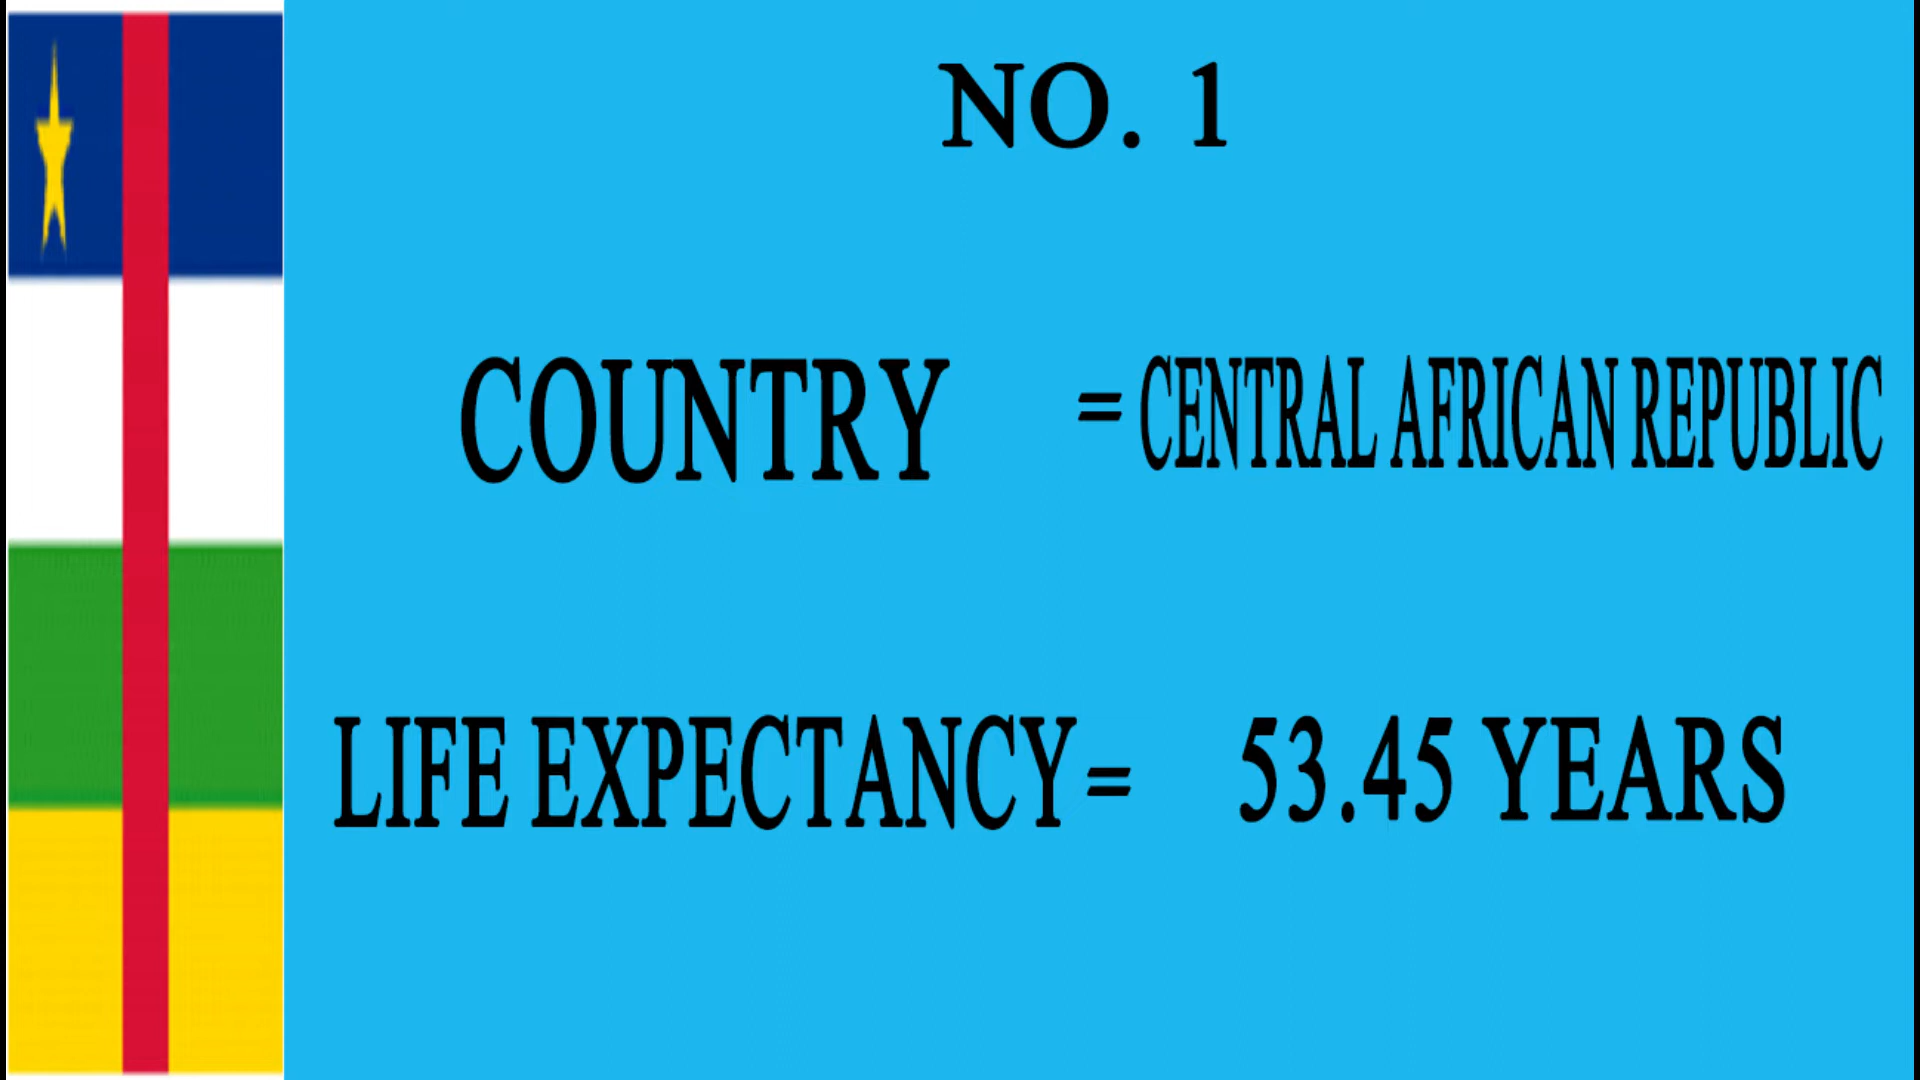 NO. 1
COUNTRY = CENTRAL AFRICAN REPUBLIC
LIFE EXPECTANCY = 53.45 YEARS